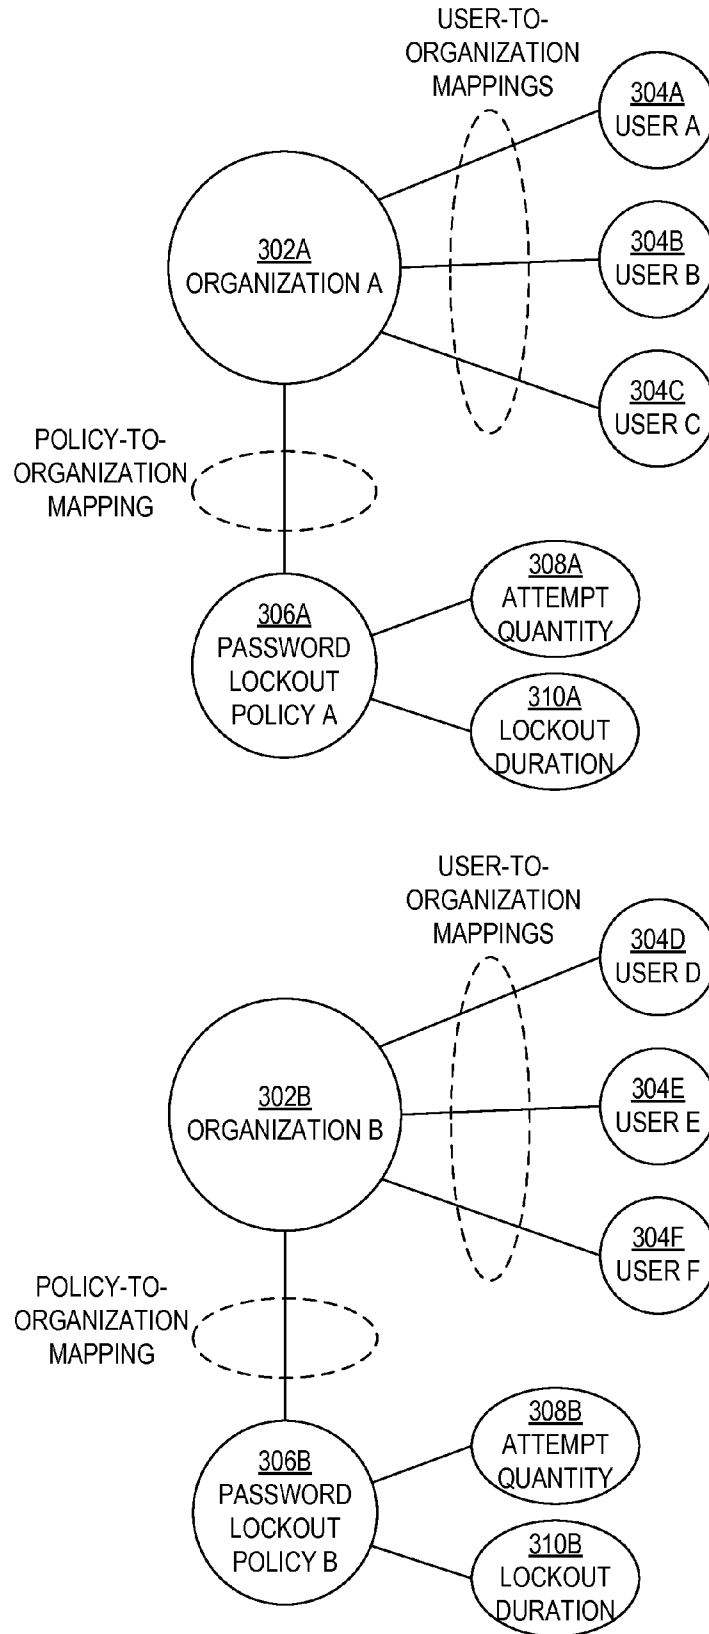 USER-TO-
ORGANIZATION
MAPPINGS
304A
USER A
302A
ORGANIZATION A
304B
USER B
304C
USER C
POLICY-TO-
ORGANIZATION
MAPPING
306A
PASSWORD
LOCKOUT
POLICY A
308A
ATTEMPT
QUANTITY
310A
LOCKOUT
DURATION
USER-TO-
ORGANIZATION
MAPPINGS
304D
USER D
302B
ORGANIZATION B
304E
USER E
304F
USER F
POLICY-TO-
ORGANIZATION
MAPPING
306B
PASSWORD
LOCKOUT
POLICY B
308B
ATTEMPT
QUANTITY
310B
LOCKOUT
DURATION